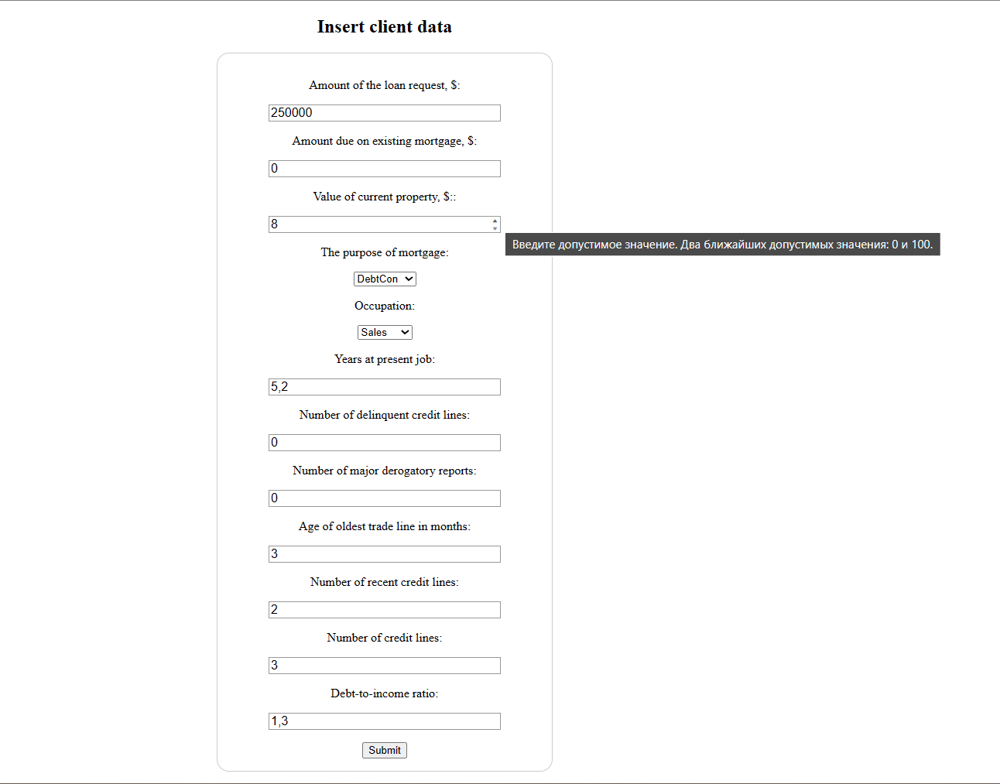 Insert client data
Amount of the loan request, $:
250000
Amount due on existing mortgage, $:
0
Value of current property, $::
8
Введите допустимое значение. Два ближайших допустимых значения: 0 и 100.
The purpose of mortgage:
DebtCon
Occupation:
Sales
Years at present job:
5,2
Number of delinquent credit lines:
0
Number of major derogatory reports:
0
Age of oldest trade line in months:
3
Number of recent credit lines:
2
Number of credit lines:
3
Debt-to-income ratio:
1,3
Submit